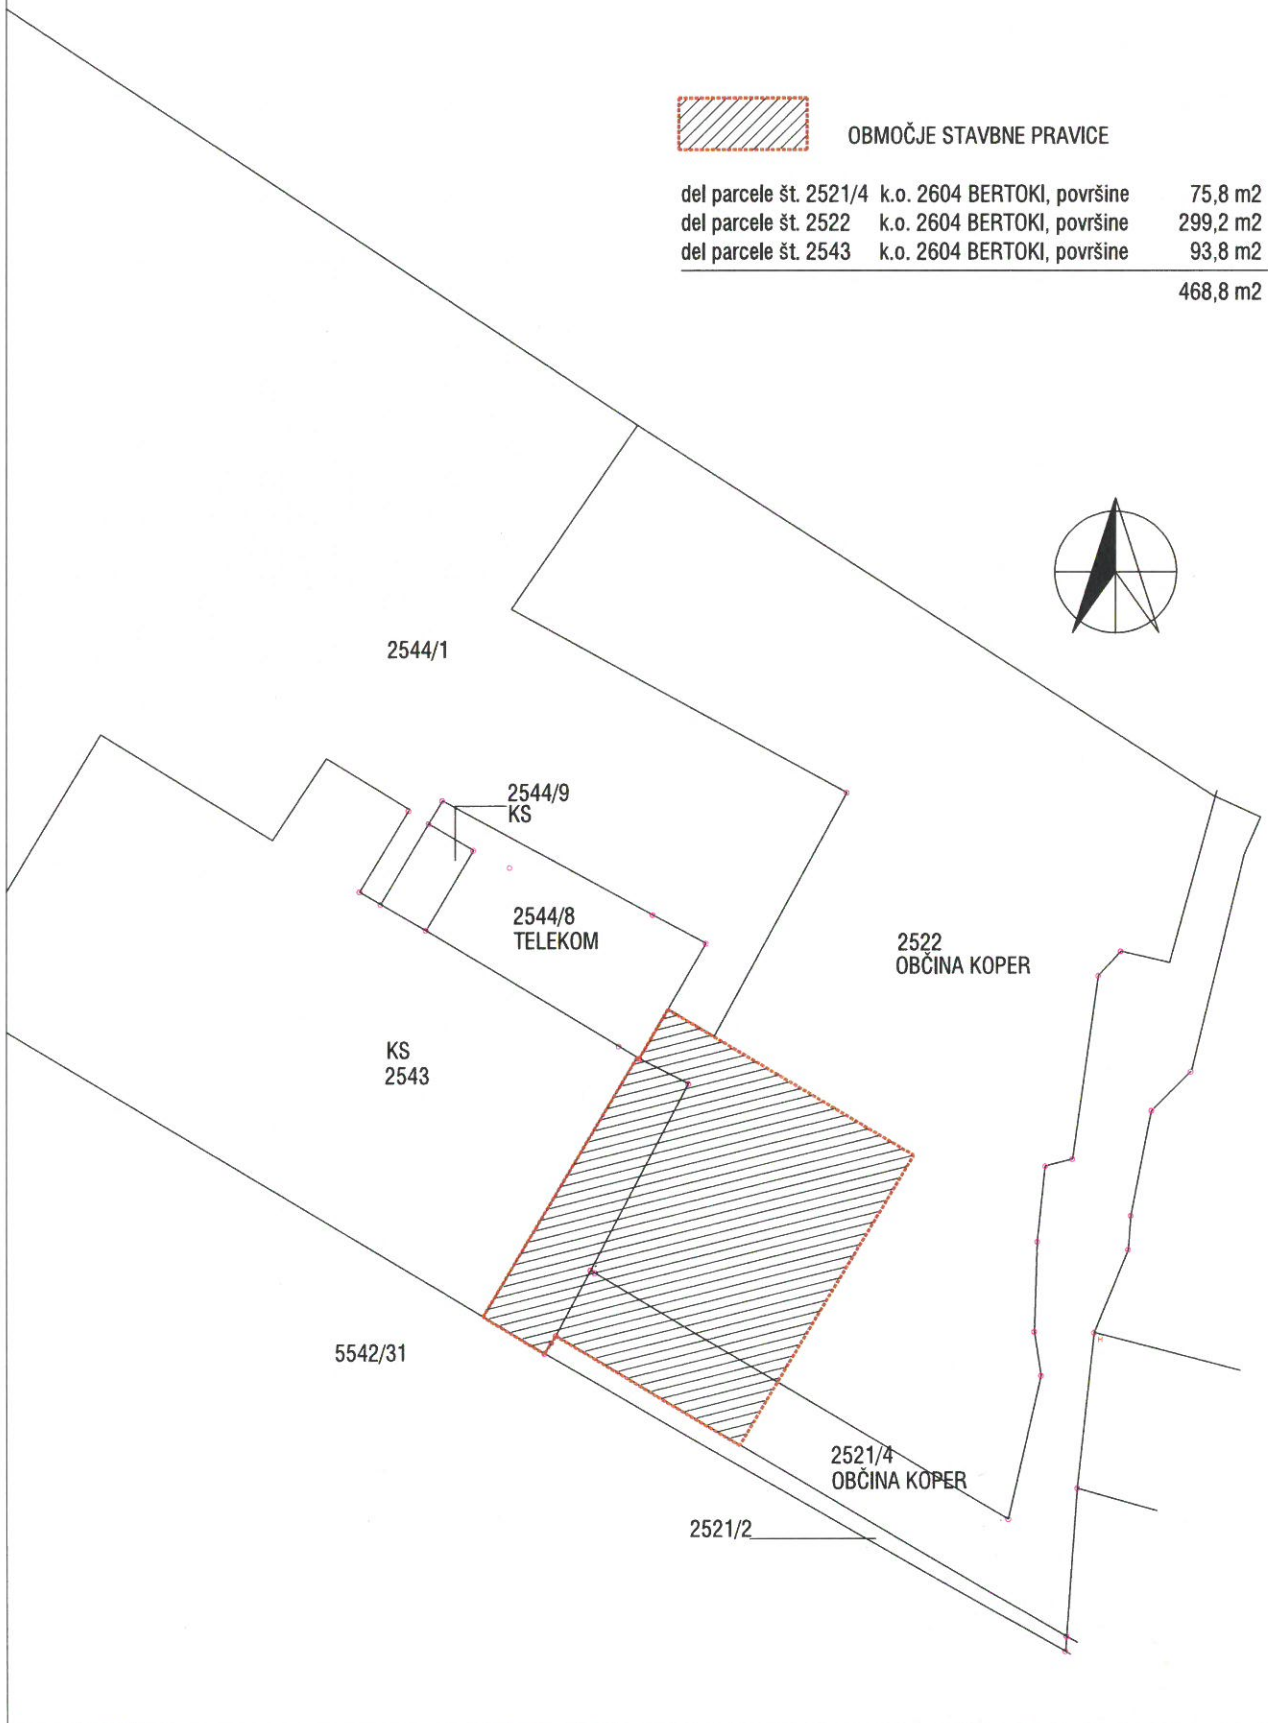 OBMOČJE STAVBNE PRAVICE
del parcele št. 2521/4 k.o. 2604 BERTOKI, površine 75,8 m2
del parcele št. 2522 k.o. 2604 BERTOKI, površine 299,2 m2
del parcele št. 2543 k.o. 2604 BERTOKI, površine 93,8 m2
468,8 m2
2544/1
2544/9
KS
2544/8
TELEKOM
2522
OBČINA KOPER
KS
2543
5542/31
2521/4
OBČINA KOPER
2521/2